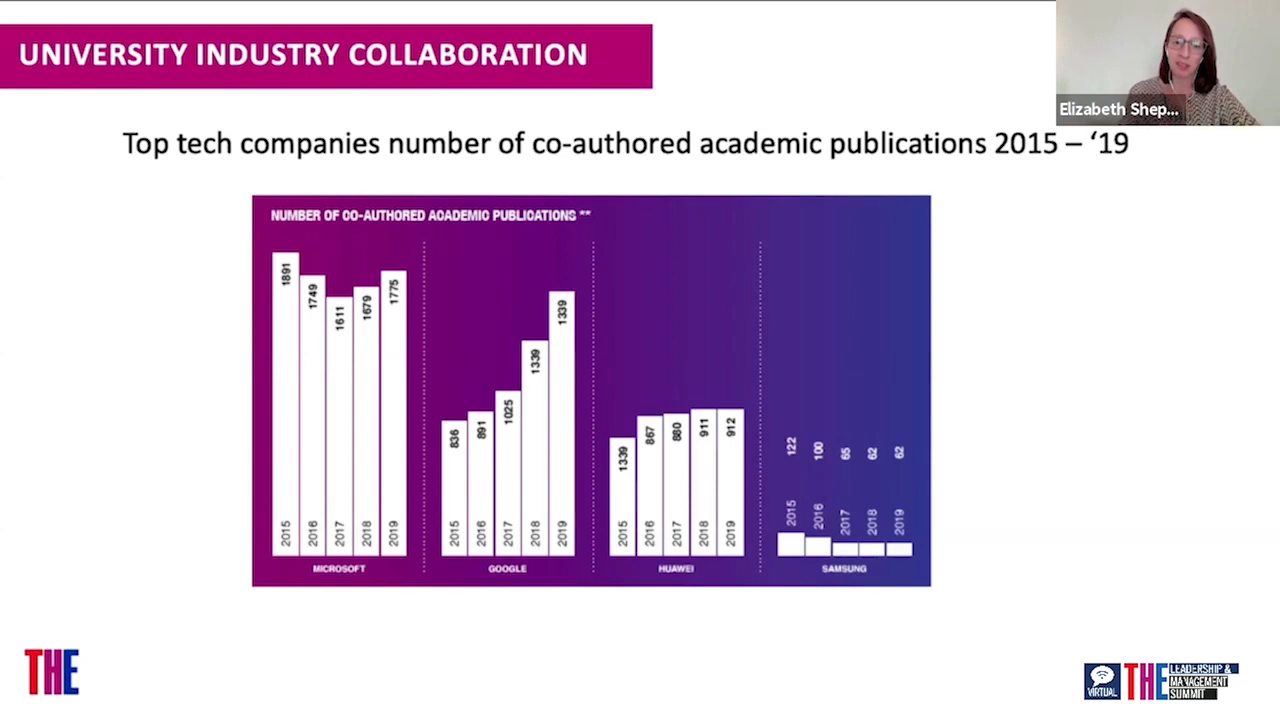 UNIVERSITY INDUSTRY COLLABORATION
Elizabeth Shep...
Top tech companies number of co-authored academic publications 2015 – ‘19
NUMBER OF CO-AUTHORED ACADEMIC PUBLICATIONS **
1891 1749 1611 1679 1775
836 891 1025 1339 1339
1339 867 880 911 912
122 100 65 62 62
2015 2016 2017 2018 2019
2015 2016 2017 2018 2019
2015 2016 2017 2018 2019
2015 2016 2017 2018 2019
MICROSOFT
GOOGLE
HUAWEI
SAMSUNG
THE
VIRTUAL
THE
LEADERSHIP &
MANAGEMENT
SUMMIT